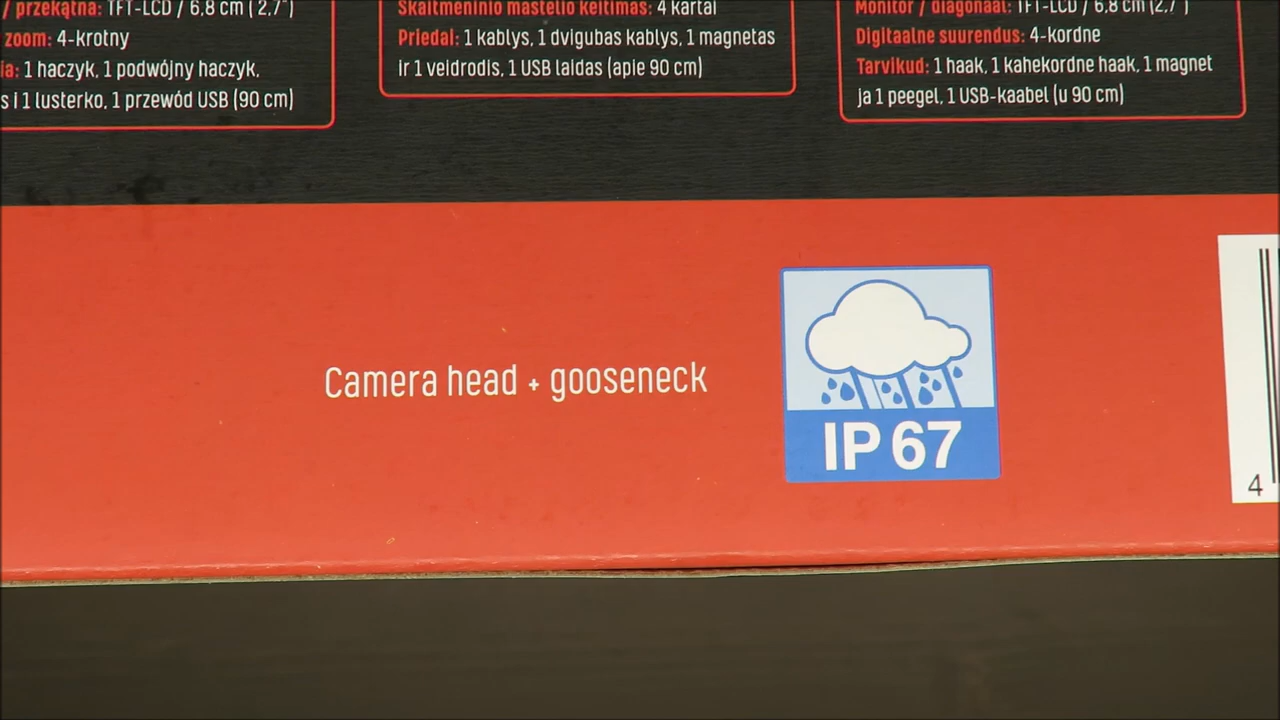 / przekątna: TFT-LCD / 6,8 cm ( 2,7")
zoom: 4-krotny
ia: 1 haczyk, 1 podwójny haczyk,
s i 1 lusterko, 1 przewód USB (90 cm)
Skaitmeninio mastelio keitimas: 4 kartai
Priedai: 1 kablys, 1 dvigubas kablys, 1 magnetas
ir 1 veidrodis, 1 USB laidas (apie 90 cm)
Monitor / diagonaal: TFT-LCD / 6,8 cm (2,7")
Digitaalne suurendus: 4-kordne
Tarvikud: 1 haak, 1 kahekordne haak, 1 magnet
ja 1 peegel, 1 USB-kaabel (u 90 cm)
Camera head + gooseneck
IP 67
4